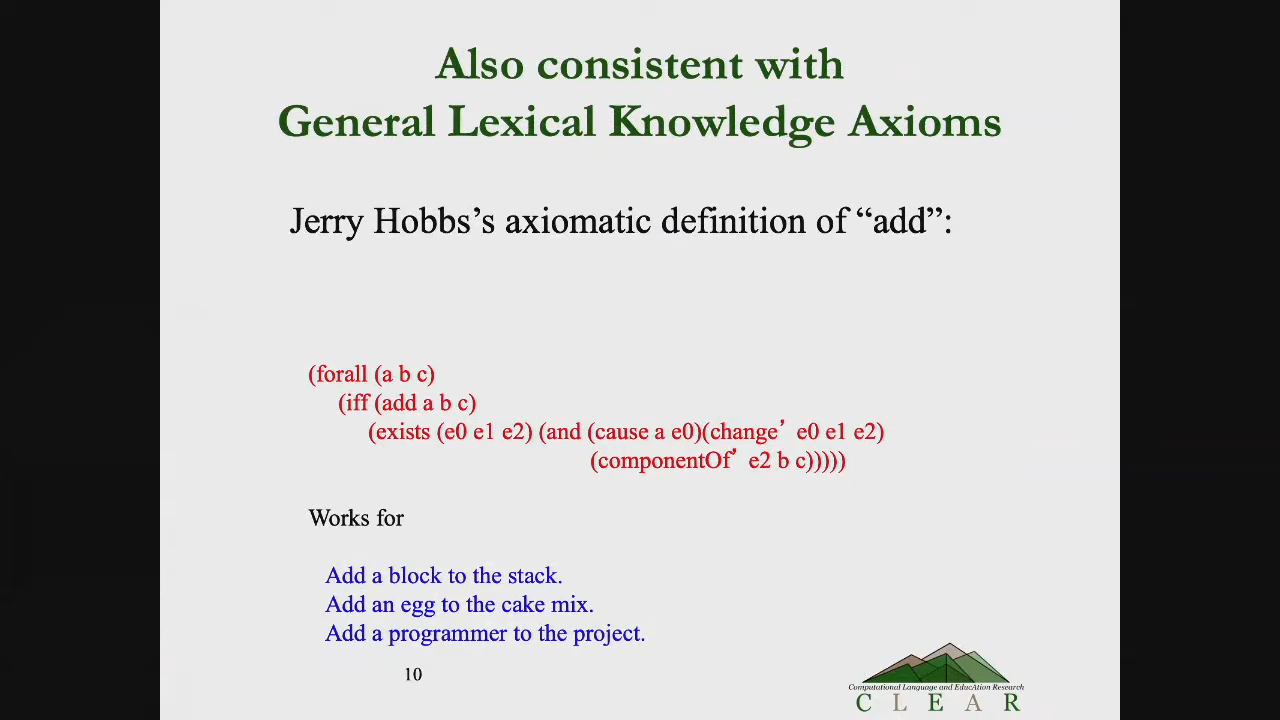 Also consistent with
General Lexical Knowledge Axioms
Jerry Hobbs’s axiomatic definition of “add”:
(forall (a b c)
(iff (add a b c)
(exists (e0 e1 e2) (and (cause a e0)(change’ e0 e1 e2)
(componentOf’ e2 b c)))))
Works for
Add a block to the stack.
Add an egg to the cake mix.
Add a programmer to the project.
10
Computational Language and EducAtion Research
C L E A R